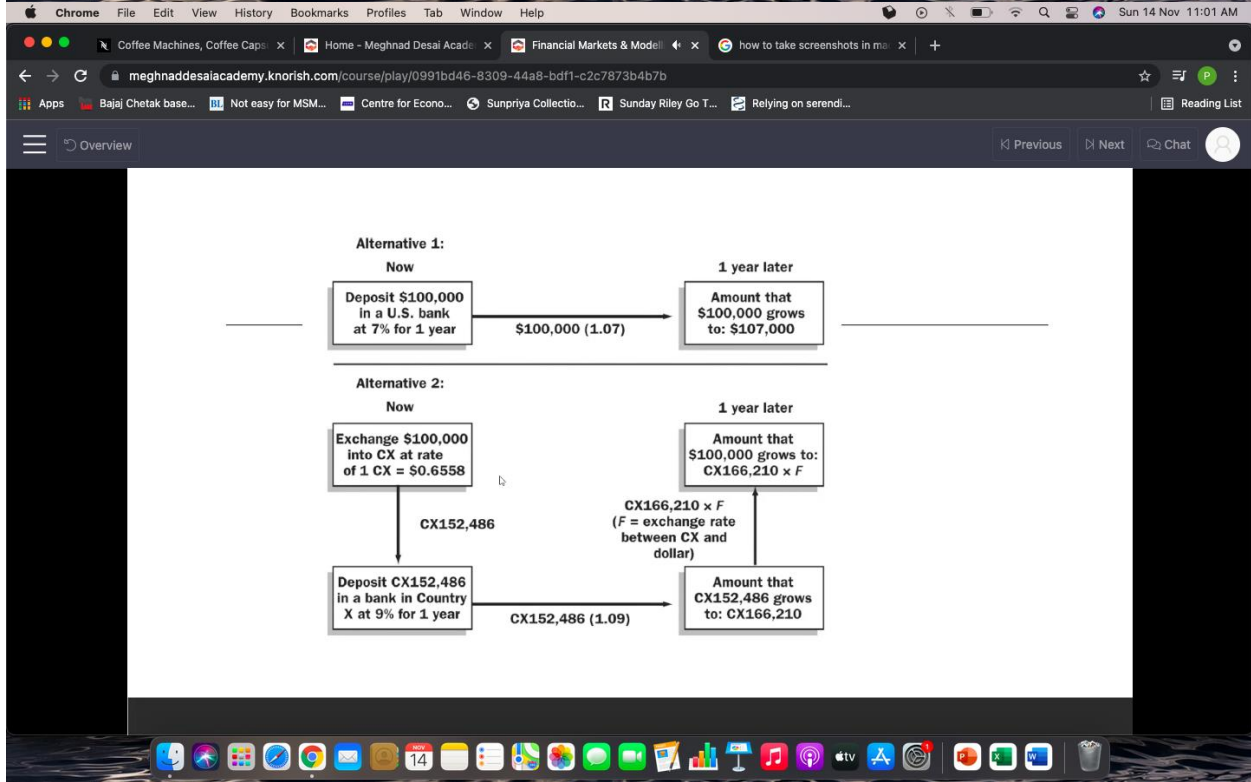 Chrome File Edit View History Bookmarks Profiles Tab Window Help
Sun 14 Nov 11:01 AM
Coffee Machines, Coffee Caps
Home - Meghnad Desai Acade
Financial Markets & Modell
how to take screenshots in ma
meghnaddesaiacademy.knorish.com/course/play/0991bd46-8309-44a8-bdf1-c2c7873b4b7b
P
Apps
Bajaj Chetak base...
BL Not easy for MSM...
Centre for Econo...
Sunpriya Collectio...
R Sunday Riley Go T...
Relying on serendi...
Reading List
Overview
Previous
Next
Chat
Alternative 1:
Now
1 year later
Deposit $100,000
in a U.S. bank
at 7% for 1 year
$100,000 (1.07)
Amount that
$100,000 grows
to: $107,000
Alternative 2:
Now
1 year later
Exchange $100,000
into CX at rate
of 1 CX = $0.6558
Amount that
$100,000 grows to:
CX166,210 × F
CX152,486
CX166,210 × F
(F = exchange rate
between CX and
dollar)
Deposit CX152,486
in a bank in Country
X at 9% for 1 year
CX152,486 (1.09)
Amount that
CX152,486 grows
to: CX166,210
NOV
14
tv
1
P
X
W